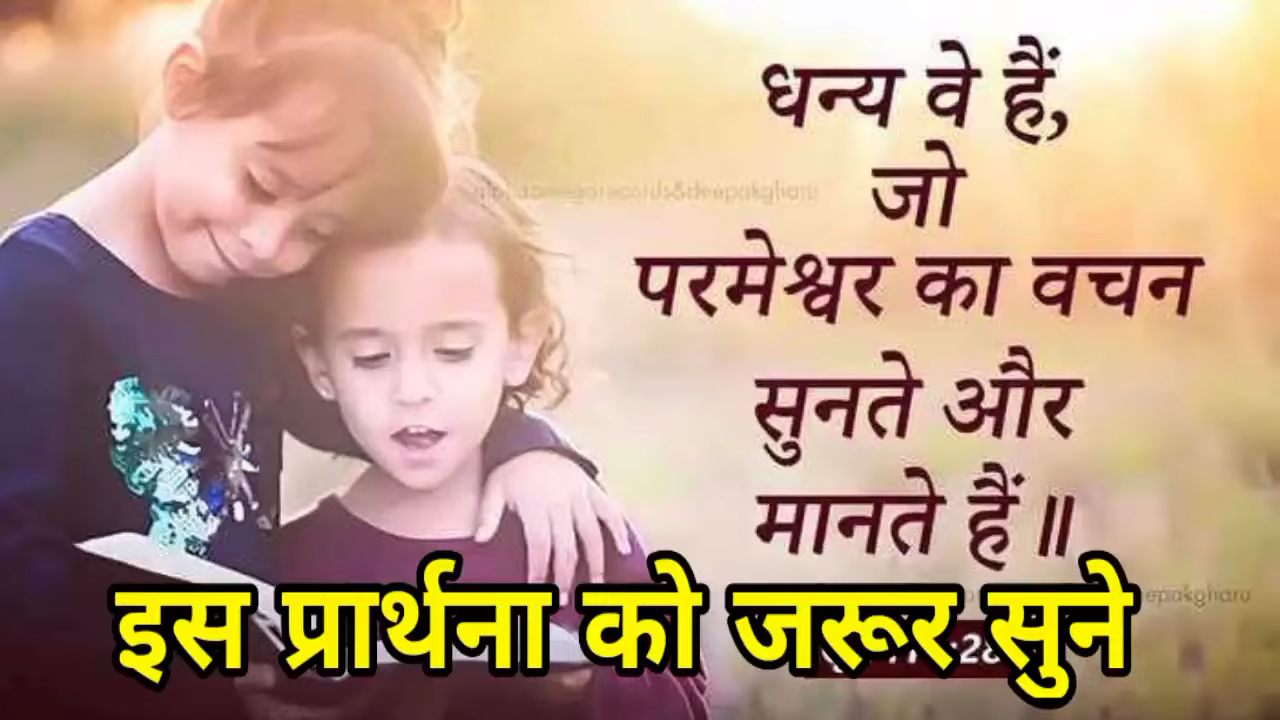 धन्य वे हैं,
जो
परमेश्वर का वचन
सुनते और
मानते हैं॥
इस प्रार्थना को जरूर सुने